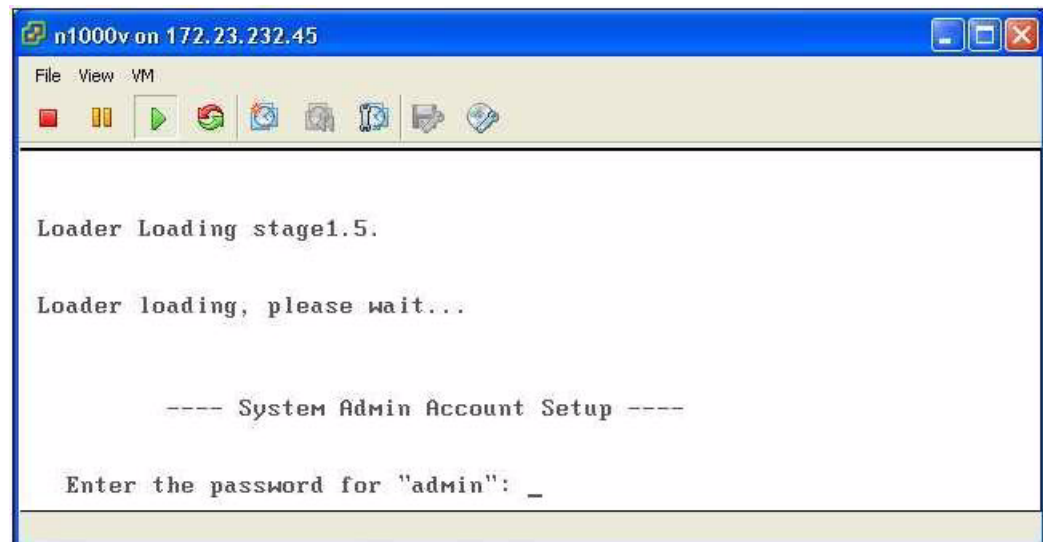 n1000v on 172.23.232.45
File View VM
Loader Loading stage1.5.
Loader loading, please wait...
---- System Admin Account Setup ----
Enter the password for "admin": _